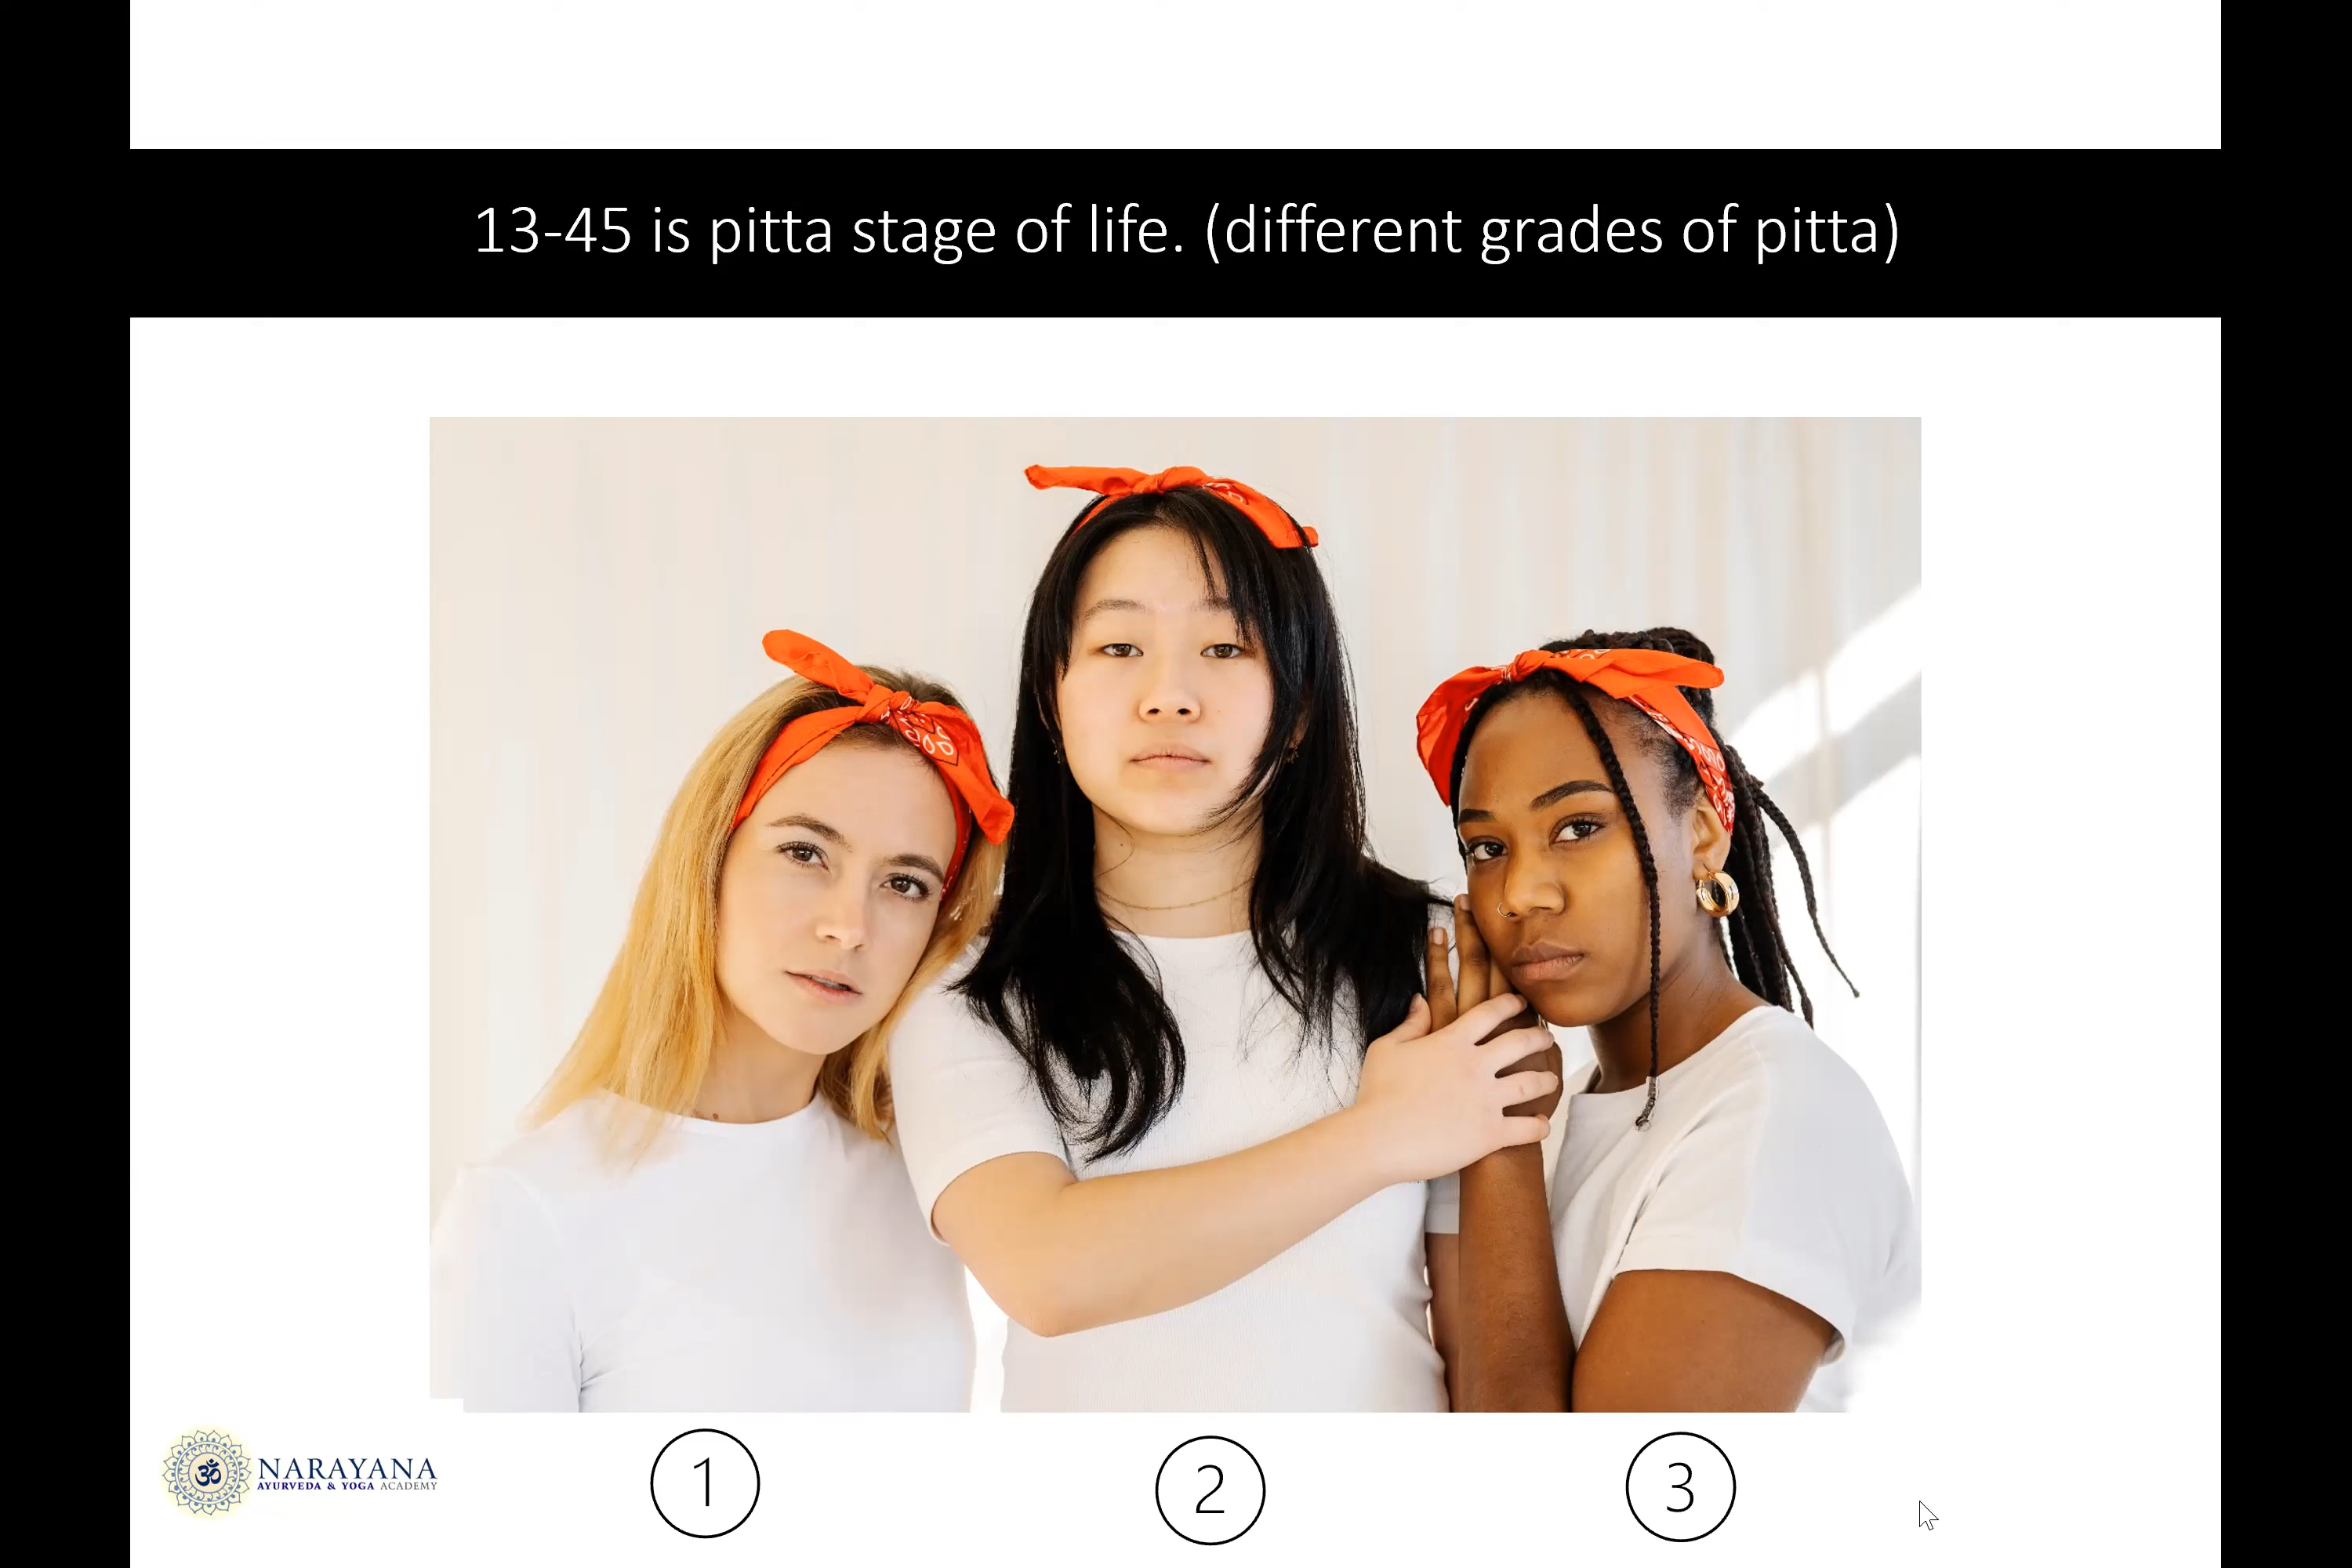 13-45 is pitta stage of life. (different grades of pitta)
NARAYANA
AYURVEDA & YOGA ACADEMY
1
2
3